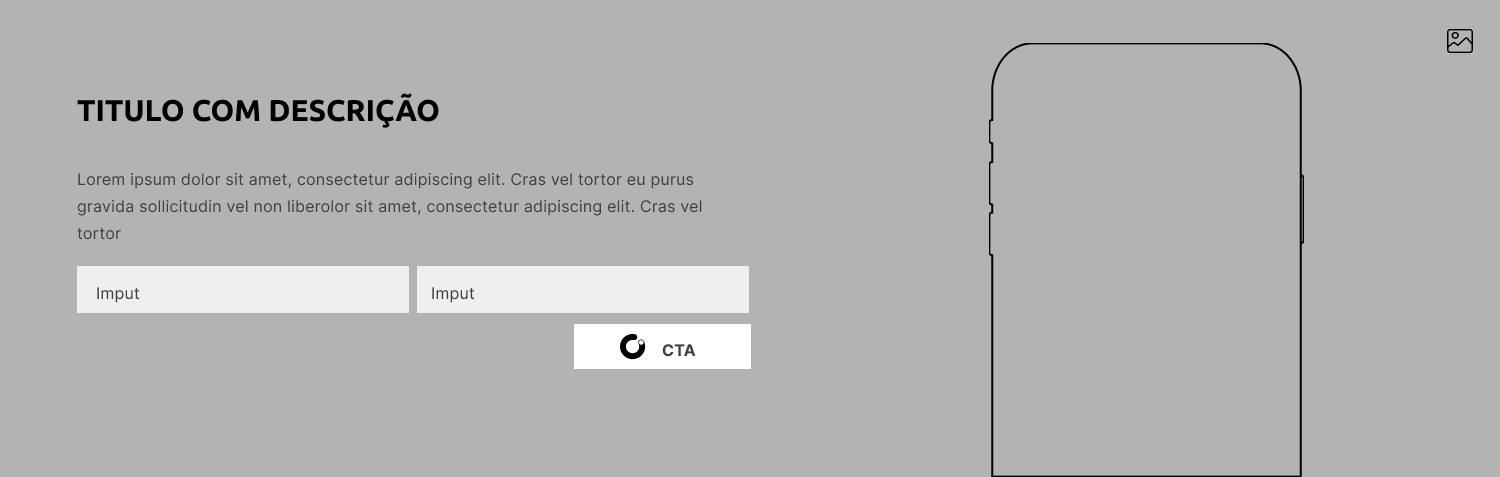 TITULO COM DESCRIÇÃO
Lorem ipsum dolor sit amet, consectetur adipiscing elit. Cras vel tortor eu purus
gravida sollicitudin vel non liberolor sit amet, consectetur adipiscing elit. Cras vel
tortor
Imput
Imput
CTA